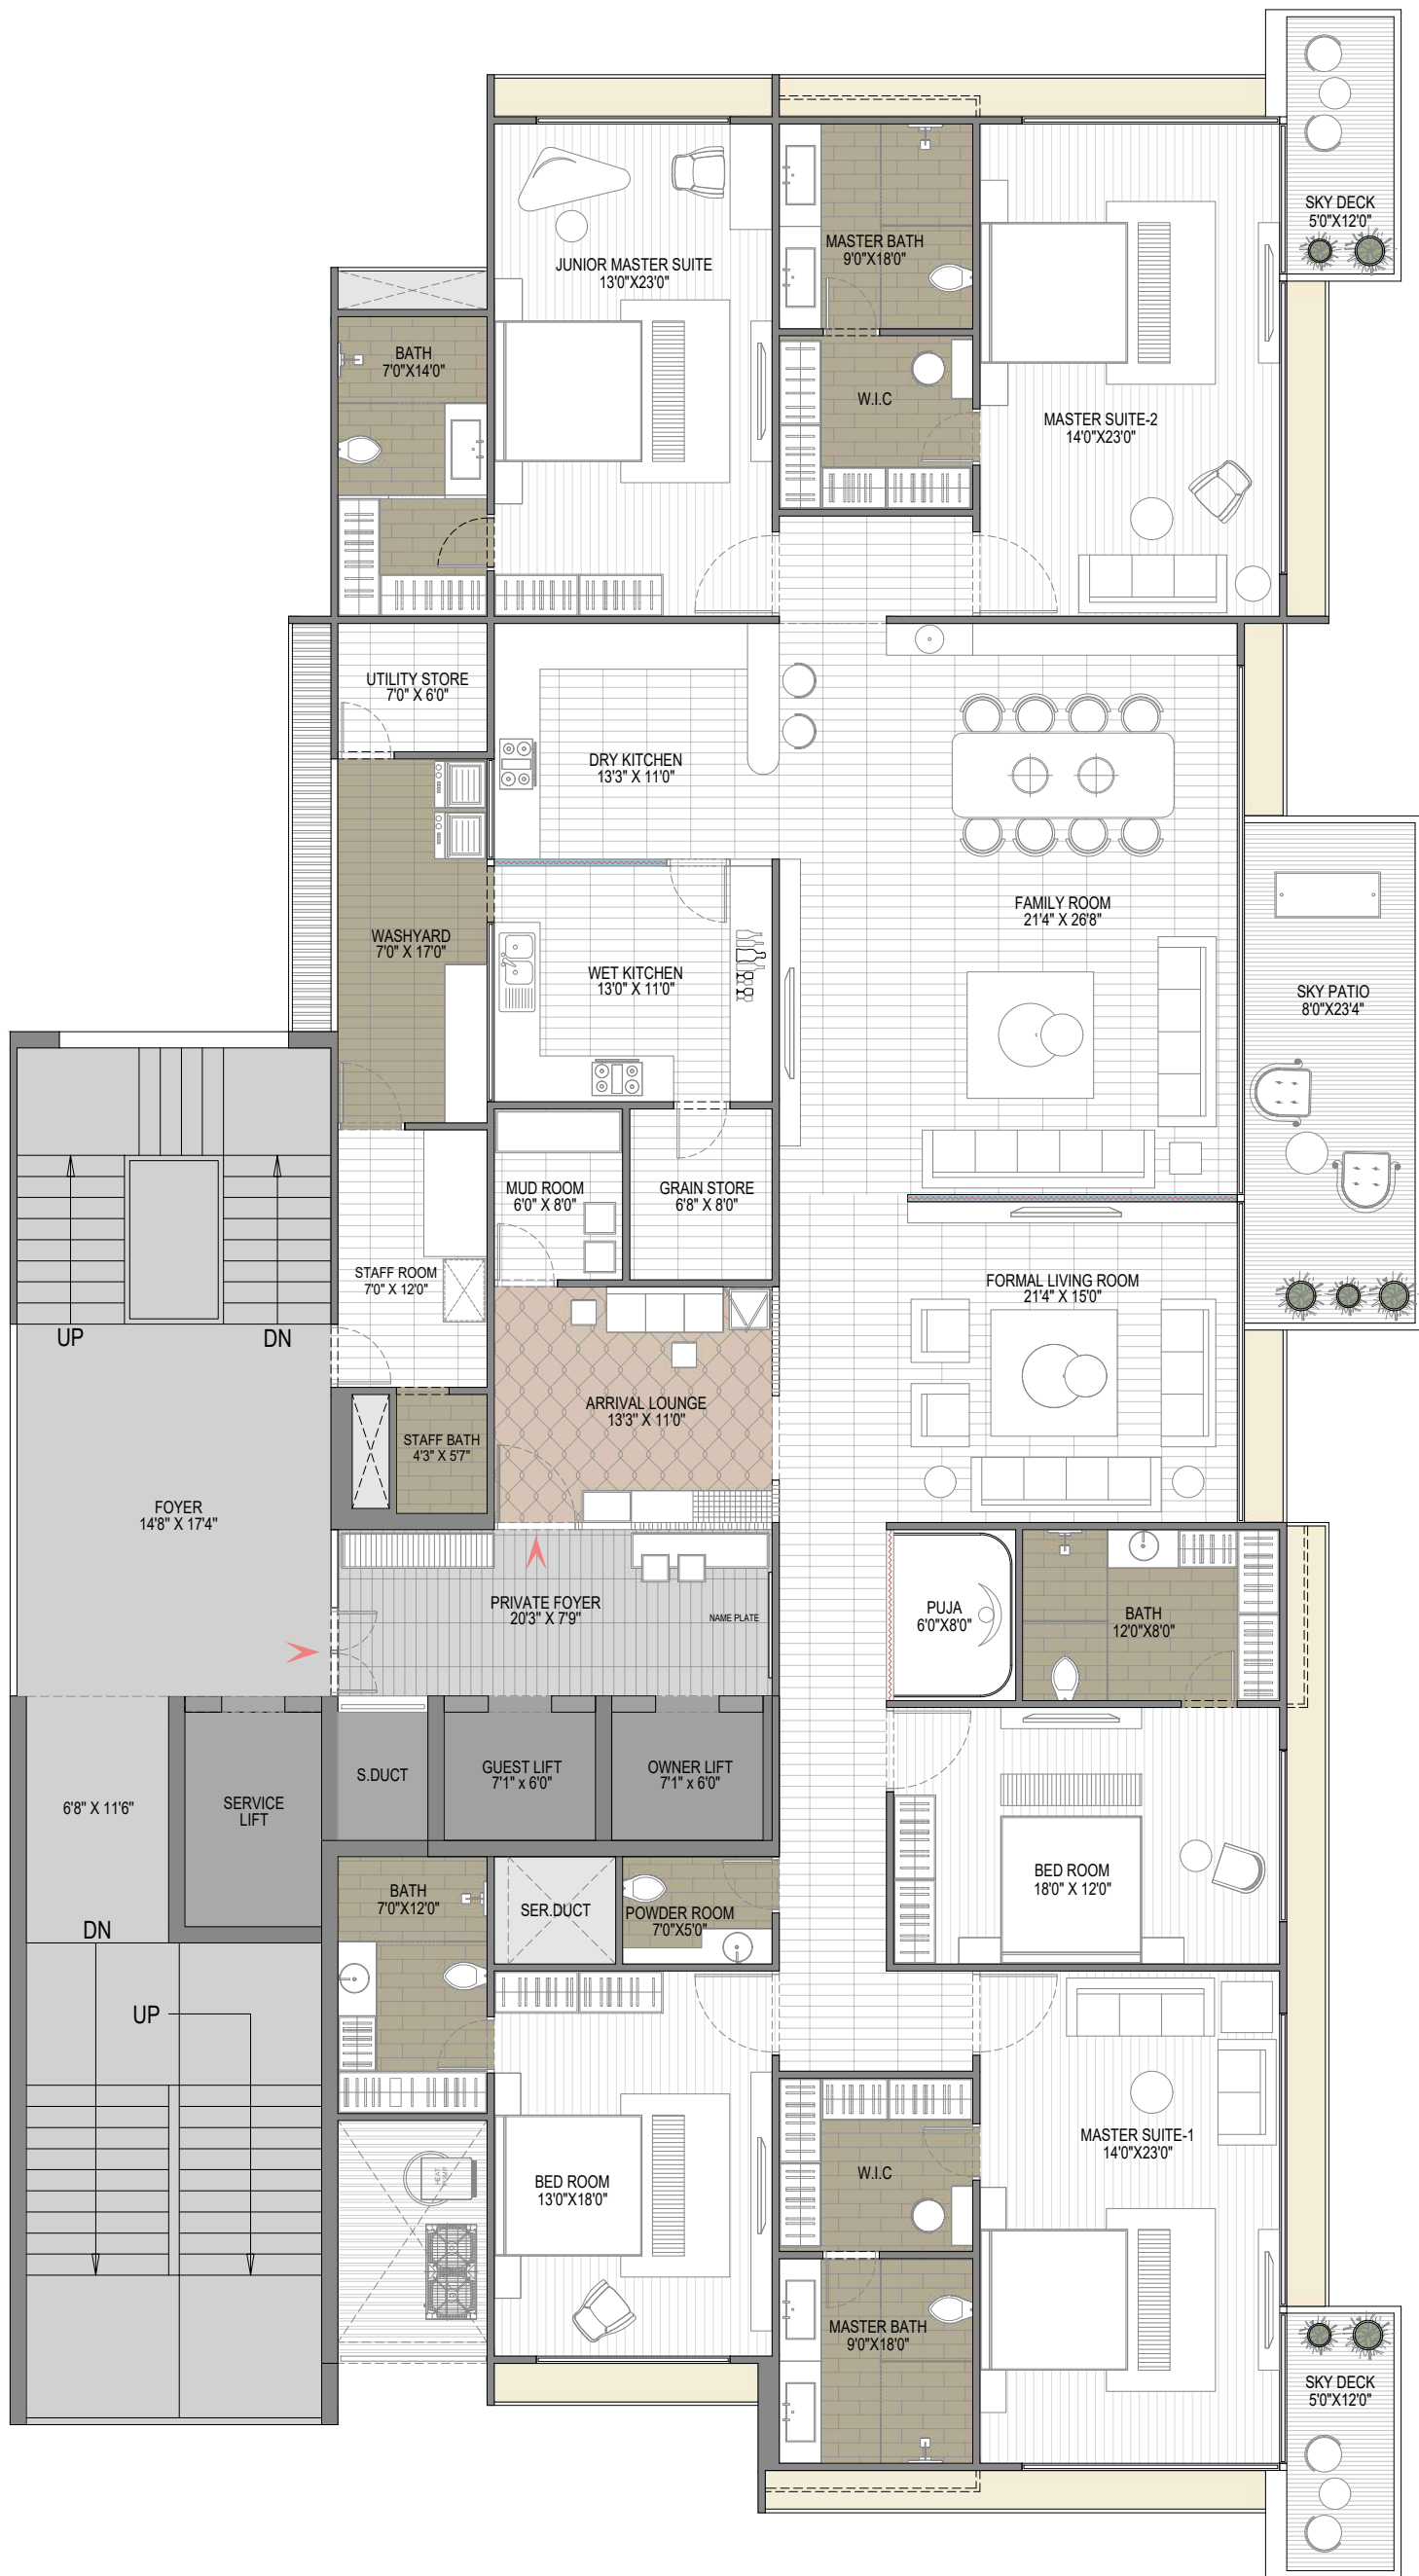 SKY DECK
5'0"X12'0"
MASTER BATH
9'0"X18'0"
JUNIOR MASTER SUITE
13'0"X23'0"
BATH
7'0"X14'0"
W.I.C
MASTER SUITE-2
14'0"X23'0"
UTILITY STORE
7'0" X 6'0"
DRY KITCHEN
13'3" X 11'0"
FAMILY ROOM
21'4" X 26'8"
WASHYARD
7'0" X 17'0"
WET KITCHEN
13'0" X 11'0"
SKY PATIO
8'0"X23'4"
MUD ROOM
6'0" X 8'0"
GRAIN STORE
6'8" X 8'0"
STAFF ROOM
7'0" X 12'0"
FORMAL LIVING ROOM
21'4" X 15'0"
UP
DN
ARRIVAL LOUNGE
13'3" X 11'0"
STAFF BATH
4'3" X 5'7"
FOYER
14'8" X 17'4"
PRIVATE FOYER
20'3" X 7'9"
NAME PLATE
PUJA
6'0"X8'0"
BATH
12'0"X8'0"
S.DUCT
GUEST LIFT
7'1" x 6'0"
OWNER LIFT
7'1" x 6'0"
6'8" X 11'6"
SERVICE
LIFT
BED ROOM
18'0" X 12'0"
BATH
7'0"X12'0"
SER.DUCT
POWDER ROOM
7'0"X5'0"
DN
UP
MASTER SUITE-1
14'0"X23'0"
HEAT
PUMP
BED ROOM
13'0"X18'0"
W.I.C
MASTER BATH
9'0"X18'0"
SKY DECK
5'0"X12'0"